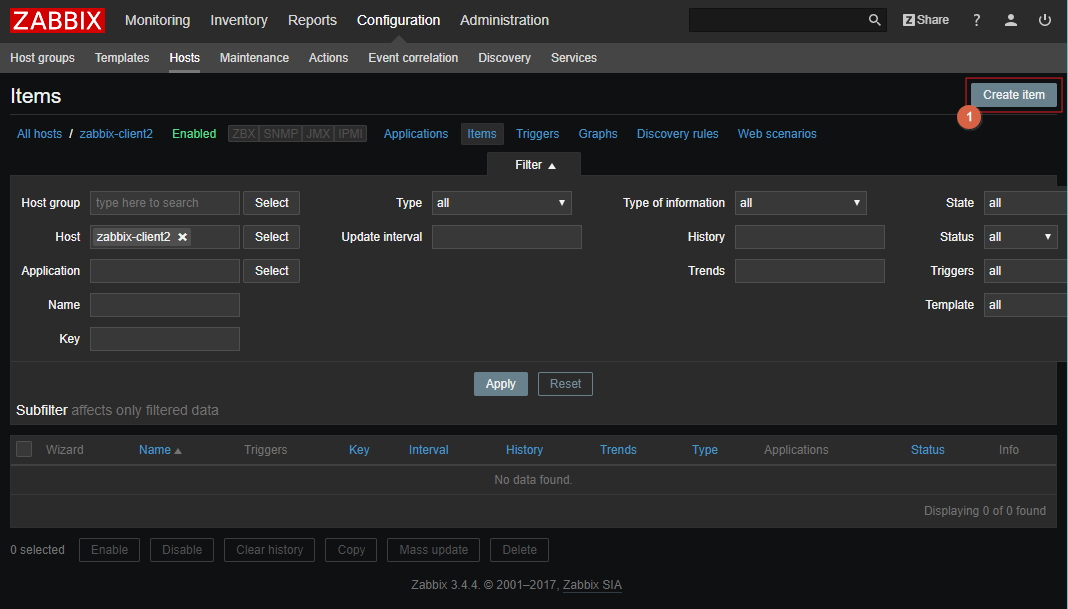 ZABBIX Monitoring Inventory Reports Configuration Administration Z Share ?
Host groups Templates Hosts Maintenance Actions Event correlation Discovery Services
Items Create item
1
All hosts / zabbix-client2 Enabled ZBX SNMP JMX IPMI Applications Items Triggers Graphs Discovery rules Web scenarios
Filter ▲
Host group type here to search Select Type all ▼ Type of information all ▼ State all
Host zabbix-client2 ✖ Select Update interval History Status all ▼
Application Select Trends Triggers all
Name Template all
Key
Apply Reset
Subfilter affects only filtered data
Wizard Name ▲ Triggers Key Interval History Trends Type Applications Status Info
No data found.
Displaying 0 of 0 found
0 selected Enable Disable Clear history Copy Mass update Delete
Zabbix 3.4.4. © 2001–2017, Zabbix SIA